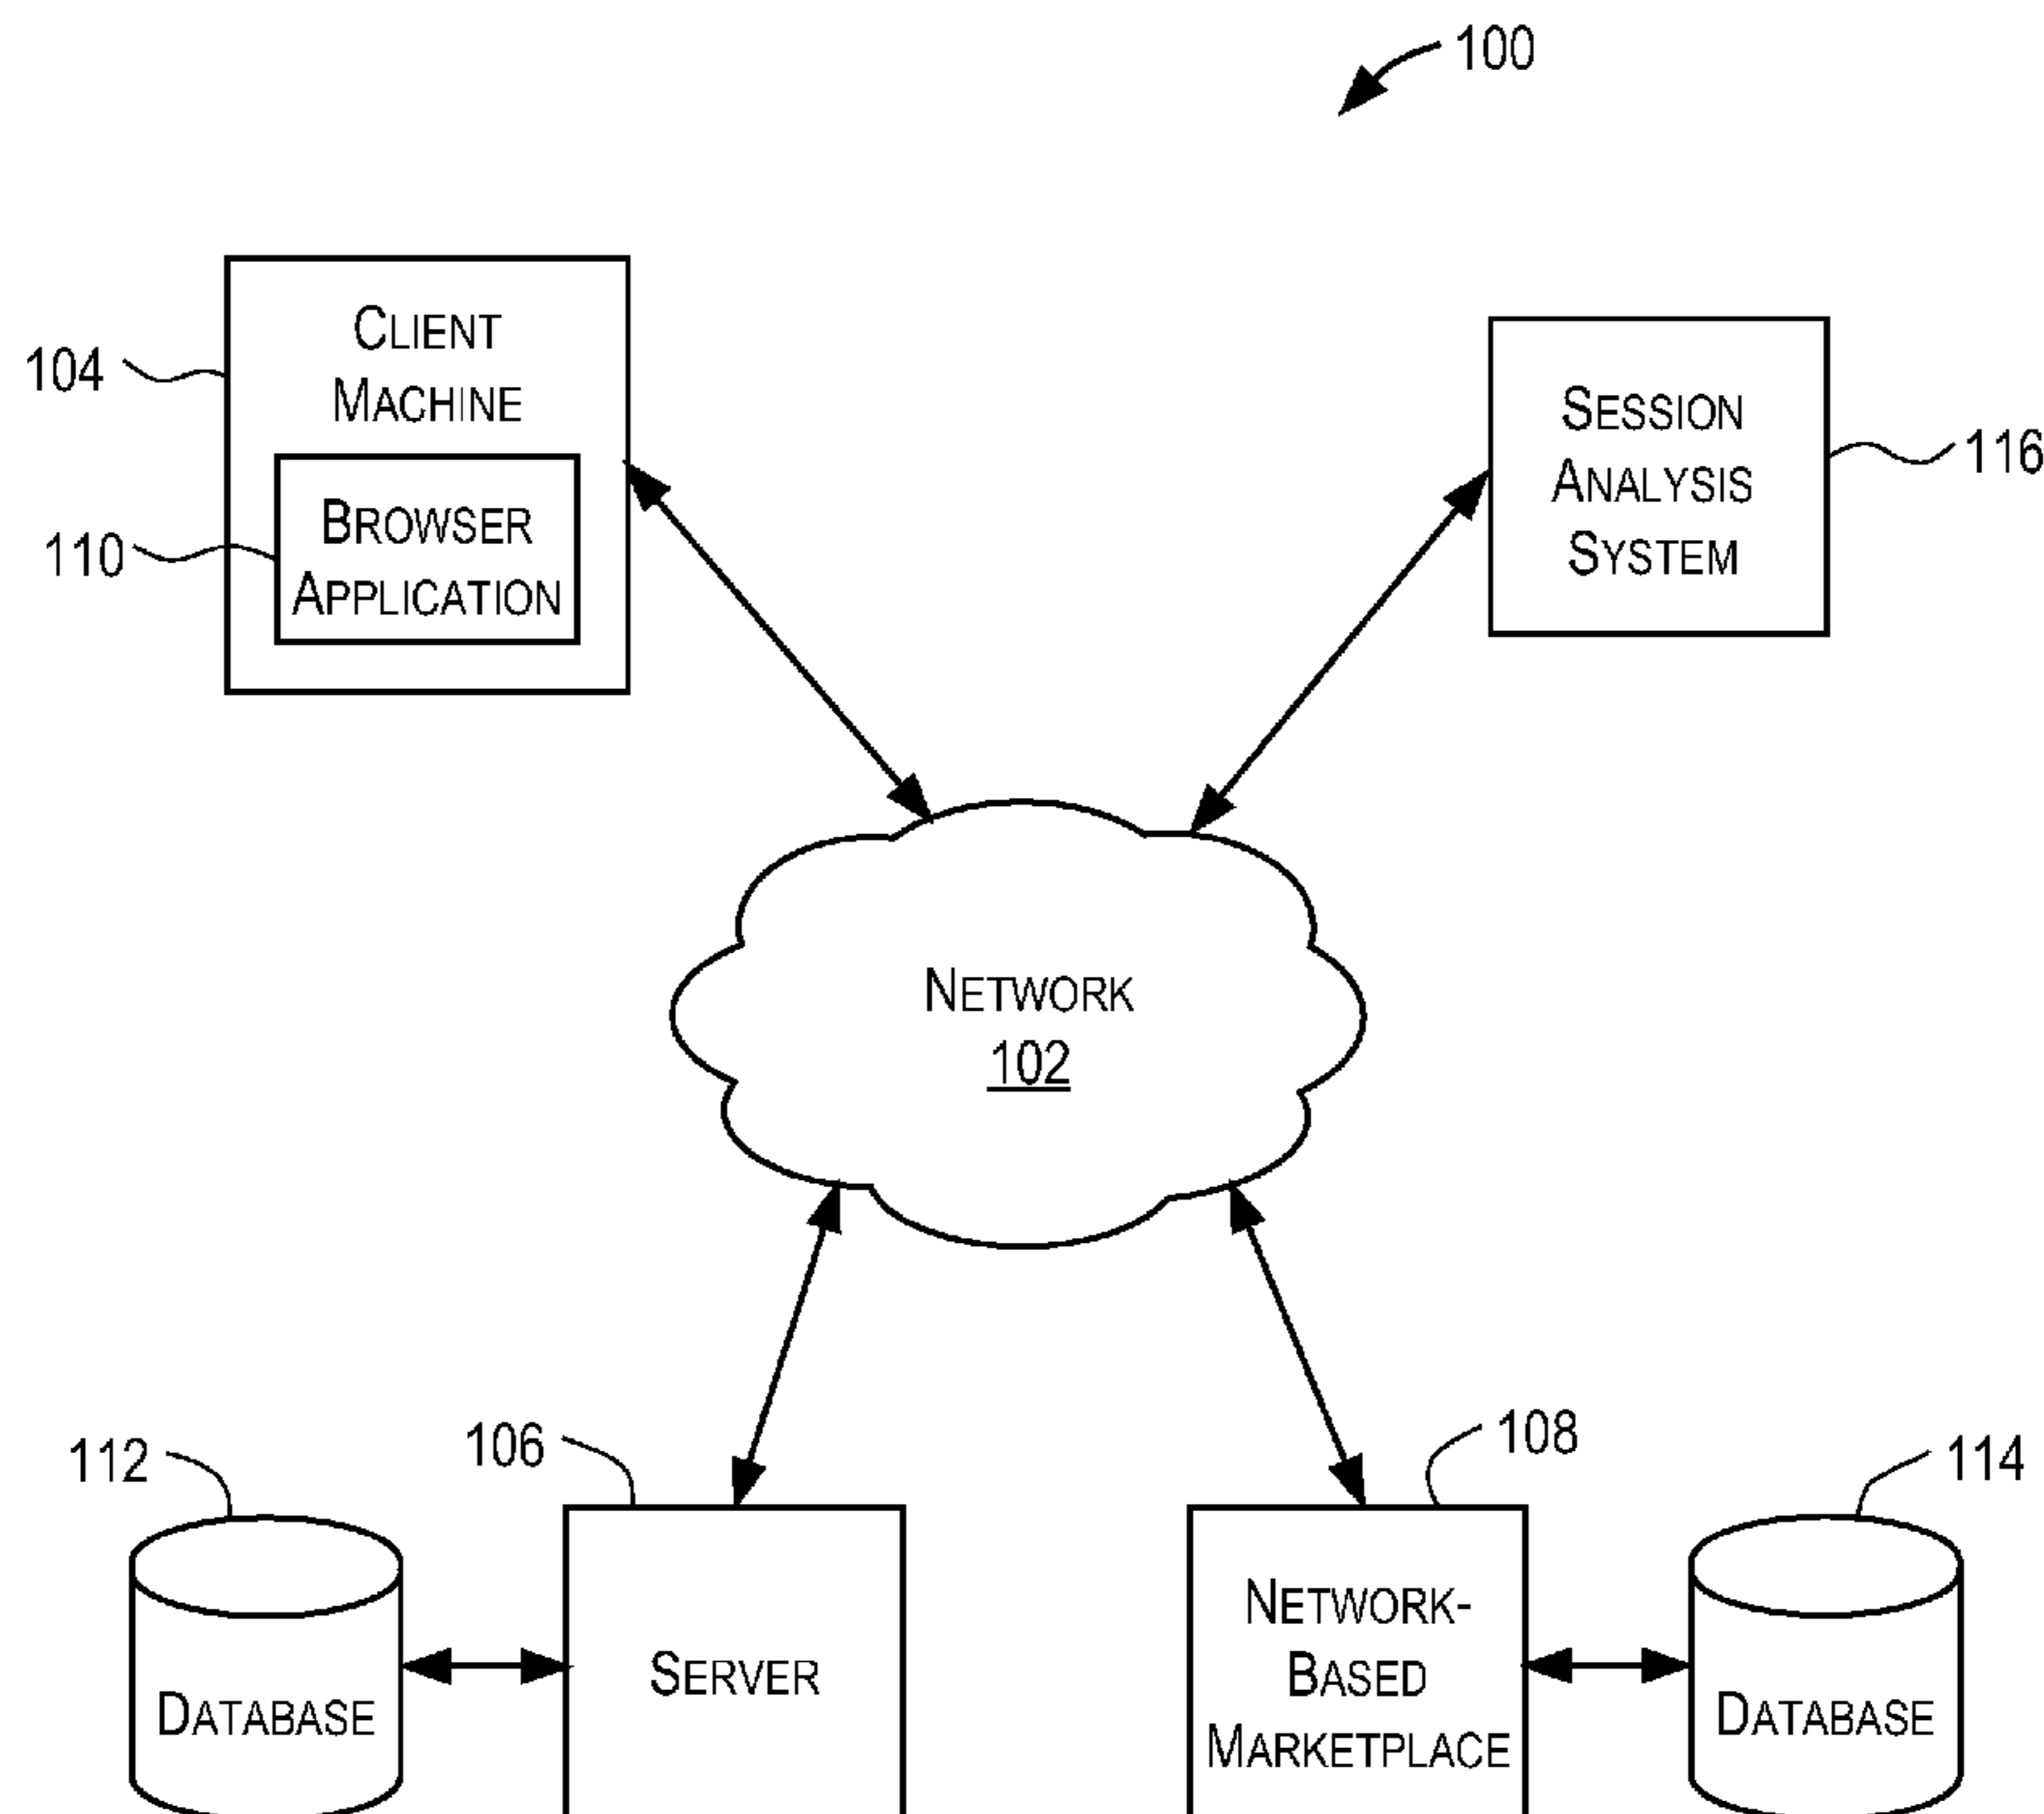 100
CLIENT
MACHINE
104
BROWSER
APPLICATION
110
SESSION
ANALYSIS
SYSTEM
116
NETWORK
102
112
106
108
114
DATABASE
SERVER
NETWORK-
BASED
MARKETPLACE
DATABASE